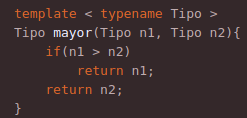 template < typename Tipo >
Tipo mayor(Tipo n1, Tipo n2){
    if(n1 > n2)
        return n1;
    return n2;
}